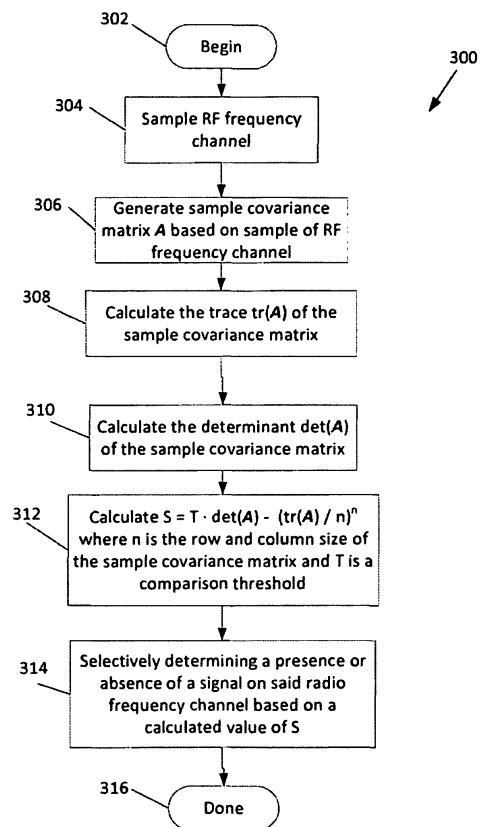 302
Begin
300
304
Sample RF frequency
channel
306
Generate sample covariance
matrix A based on sample of RF
frequency channel
308
Calculate the trace tr(A) of the
sample covariance matrix
310
Calculate the determinant det(A)
of the sample covariance matrix
312
Calculate S = T · det(A) - (tr(A) / n)ⁿ
where n is the row and column size of
the sample covariance matrix and T is a
comparison threshold
314
Selectively determining a presence or
absence of a signal on said radio
frequency channel based on a
calculated value of S
316
Done